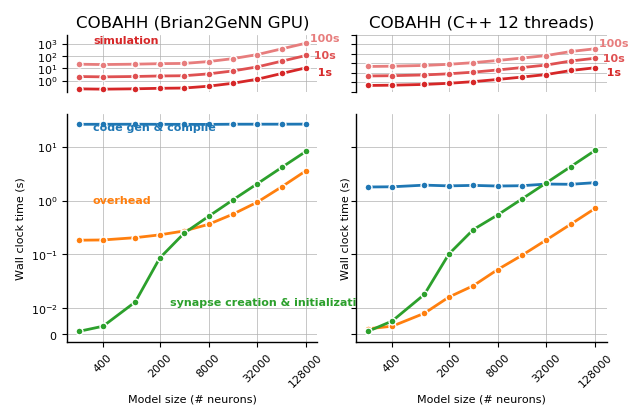 COBAHH (Brian2GeNN GPU)
COBAHH (C++ 12 threads)
simulation
100s
10s
1s
10³
10²
10¹
10⁰
100s
10s
1s
code gen & compile
overhead
synapse creation & initializati
Wall clock time (s)
10¹
10⁰
10⁻¹
10⁻²
0
400
2000
8000
32000
128000
Model size (# neurons)
Wall clock time (s)
400
2000
8000
32000
128000
Model size (# neurons)